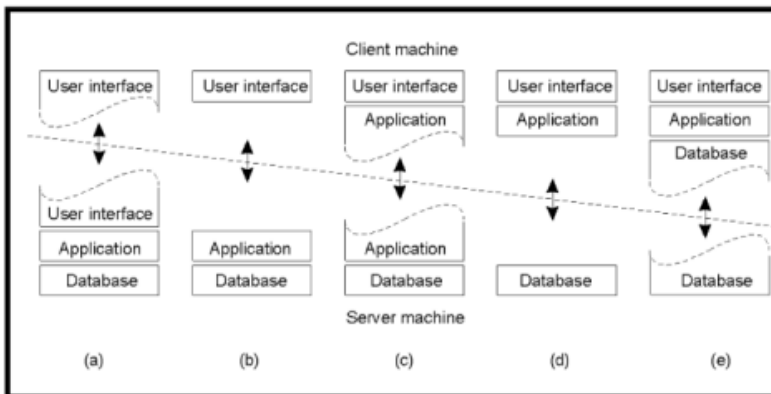 Client machine
User interface User interface User interface User interface User interface
Application Application Application
Database
User interface
Application Application Application
Database Database Database Database Database
Server machine
(a) (b) (c) (d) (e)